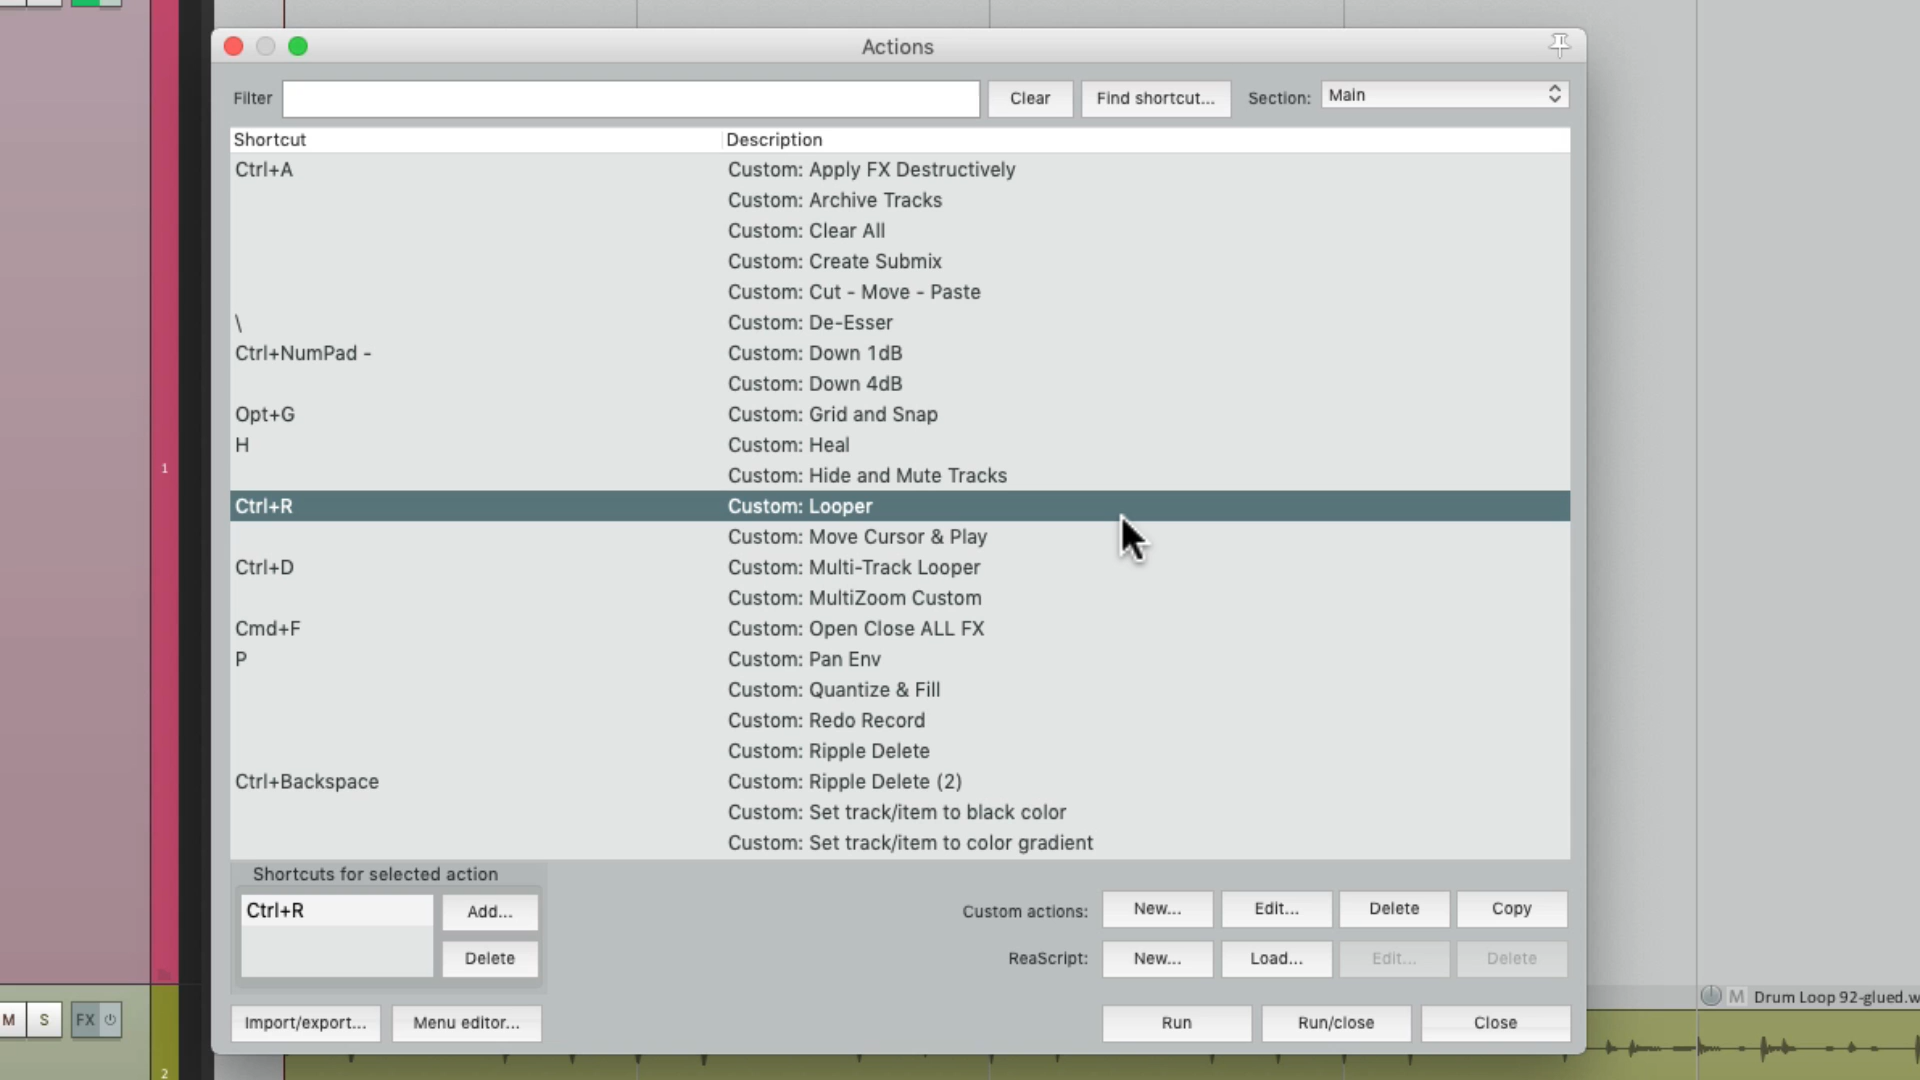 Actions
Filter
Clear
Find shortcut...
Section:
Main
Shortcut Description
Ctrl+A Custom: Apply FX Destructively
Custom: Archive Tracks
Custom: Clear All
Custom: Create Submix
Custom: Cut - Move - Paste
\ Custom: De-Esser
Ctrl+NumPad - Custom: Down 1dB
Custom: Down 4dB
Opt+G Custom: Grid and Snap
H Custom: Heal
Custom: Hide and Mute Tracks
1
Ctrl+R Custom: Looper
Custom: Move Cursor & Play
Ctrl+D Custom: Multi-Track Looper
Custom: MultiZoom Custom
Cmd+F Custom: Open Close ALL FX
P Custom: Pan Env
Custom: Quantize & Fill
Custom: Redo Record
Custom: Ripple Delete
Ctrl+Backspace Custom: Ripple Delete (2)
Custom: Set track/item to black color
Custom: Set track/item to color gradient
Shortcuts for selected action
Ctrl+R
Add...
Delete
Custom actions: New... Edit... Delete Copy
ReaScript: New... Load... Edit... Delete
Import/export... Menu editor... Run Run/close Close
M S FX
M Drum Loop 92-glued.w
2